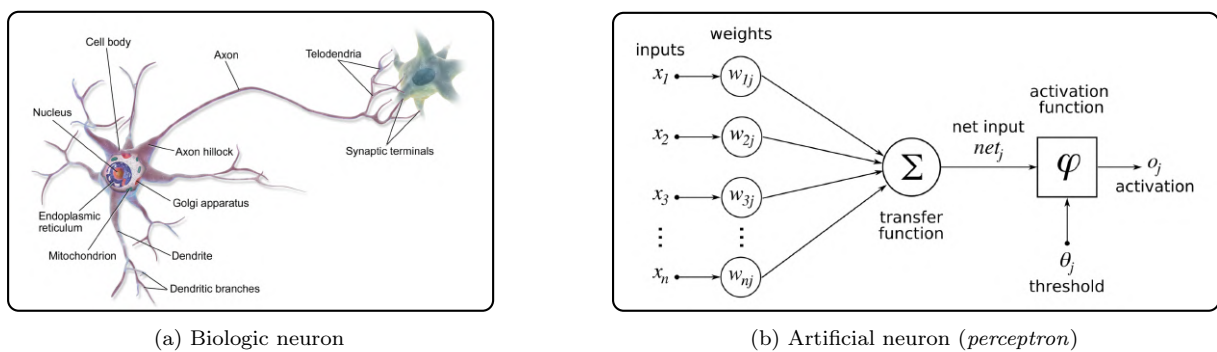 Cell body
Axon
Telodendria
Nucleus
Axon hillock
Synaptic terminals
Golgi apparatus
Endoplasmic
reticulum
Mitochondrion
Dendrite
Dendritic branches
(a) Biologic neuron
inputs
weights
x₁
w₁ⱼ
x₂
w₂ⱼ
x₃
w₃ⱼ
⋮
⋮
xₙ
wₙⱼ
Σ
transfer
function
net input
netⱼ
activation
function
φ
oⱼ
activation
θⱼ
threshold
(b) Artificial neuron (perceptron)